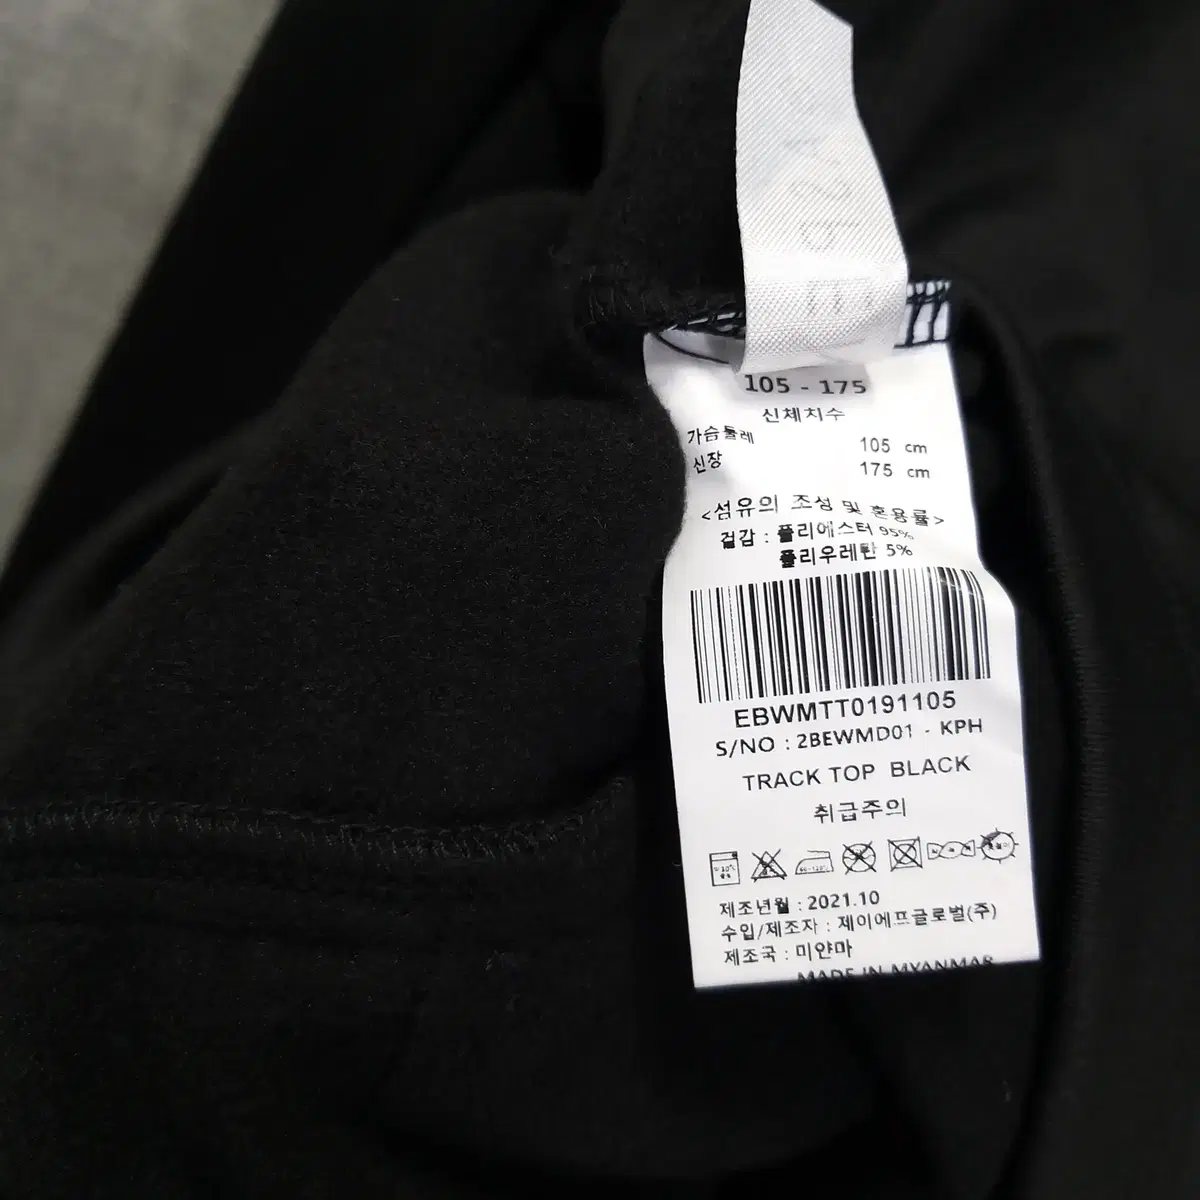 105 - 175
신체치수
가슴둘레 105 cm
신장 175 cm
<섬유의 조성 및 혼용률>
겉감 : 폴리에스터 95%
폴리우레탄 5%
EBWMTT0191105
S/NO : 2BEWMD01 - KPH
TRACK TOP BLACK
취급주의
제조년월 : 2021.10
수입/제조자 : 제이에프글로벌(주)
제조국 : 미얀마
MADE IN MYANMAR